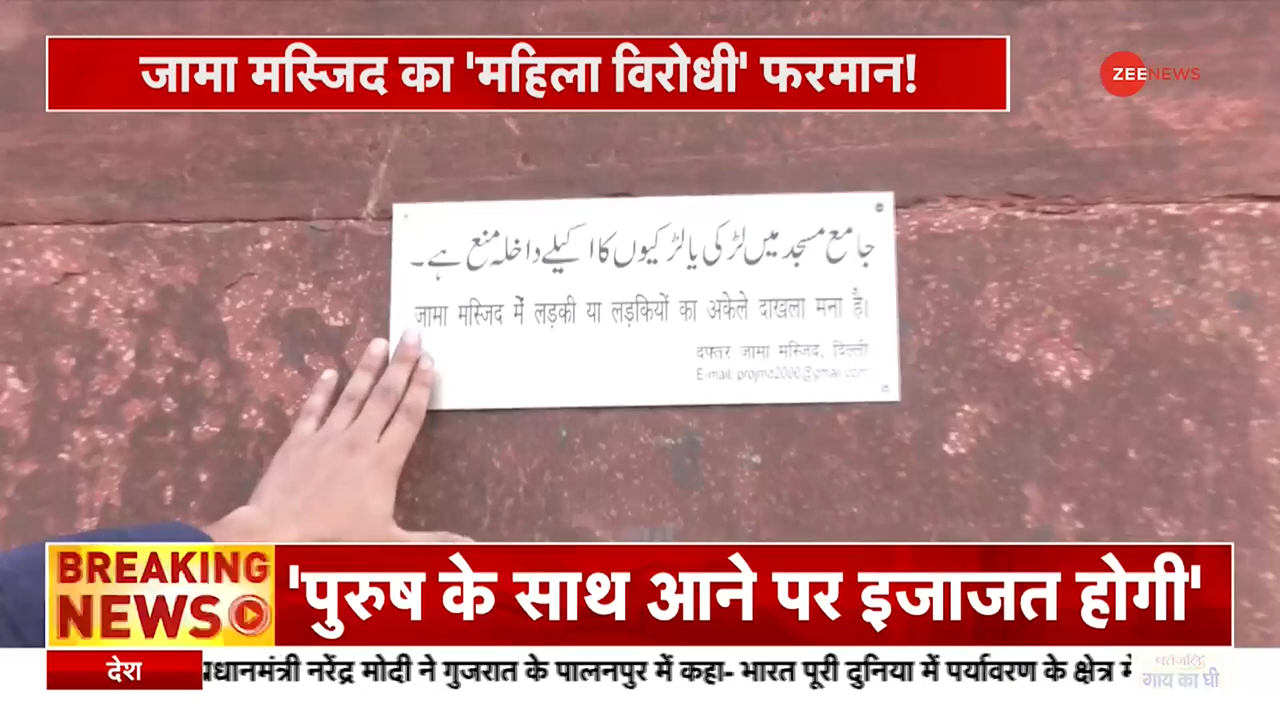 जामा मस्जिद का 'महिला विरोधी' फरमान!
ZEENEWS
جامع مسجد میں لڑکی یا لڑکیوں کا اکیلے داخلہ منع ہے۔
जामा मस्जिद में लड़की या लड़कियों का अकेले दाखला मना है।
दफ्तर जामा मस्जिद, दिल्ली
E-mail:
BREAKING
NEWS
'पुरुष के साथ आने पर इजाजत होगी'
देश
प्रधानमंत्री नरेंद्र मोदी ने गुजरात के पालनपुर में कहा- भारत पूरी दुनिया में पर्यावरण के क्षेत्र में
पतंजलि
गाय का घी